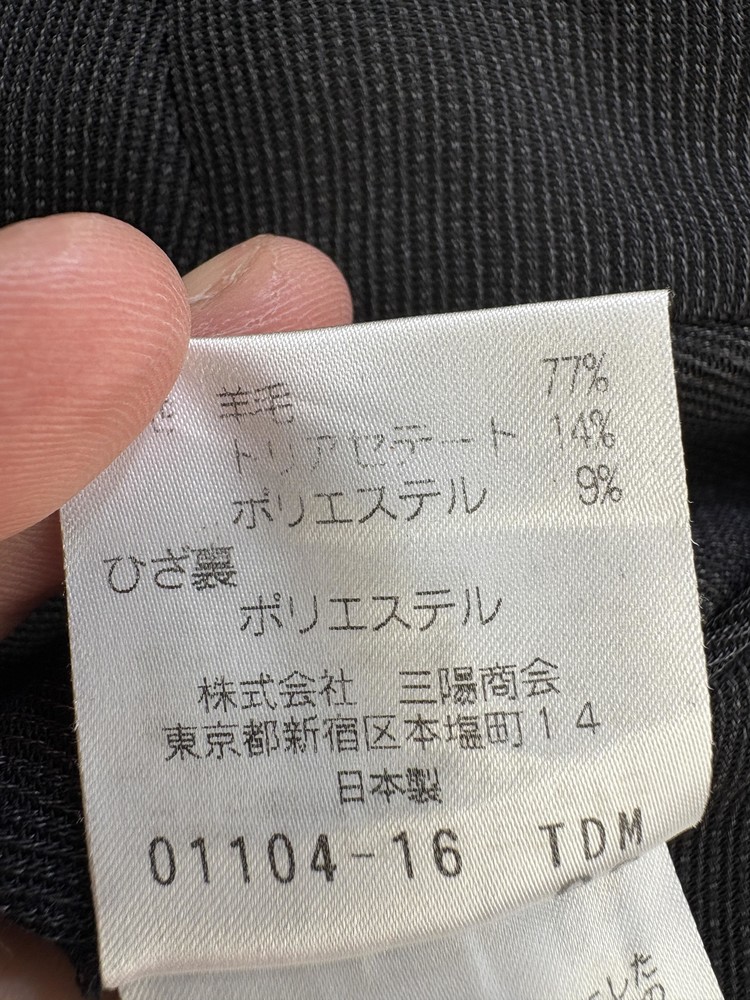 羊毛 77%
トリアセテート 14%
ポリエステル 9%
ひざ裏
ポリエステル
株式会社 三陽商会
東京都新宿区本塩町14
日本製
01104-16 TDM
した